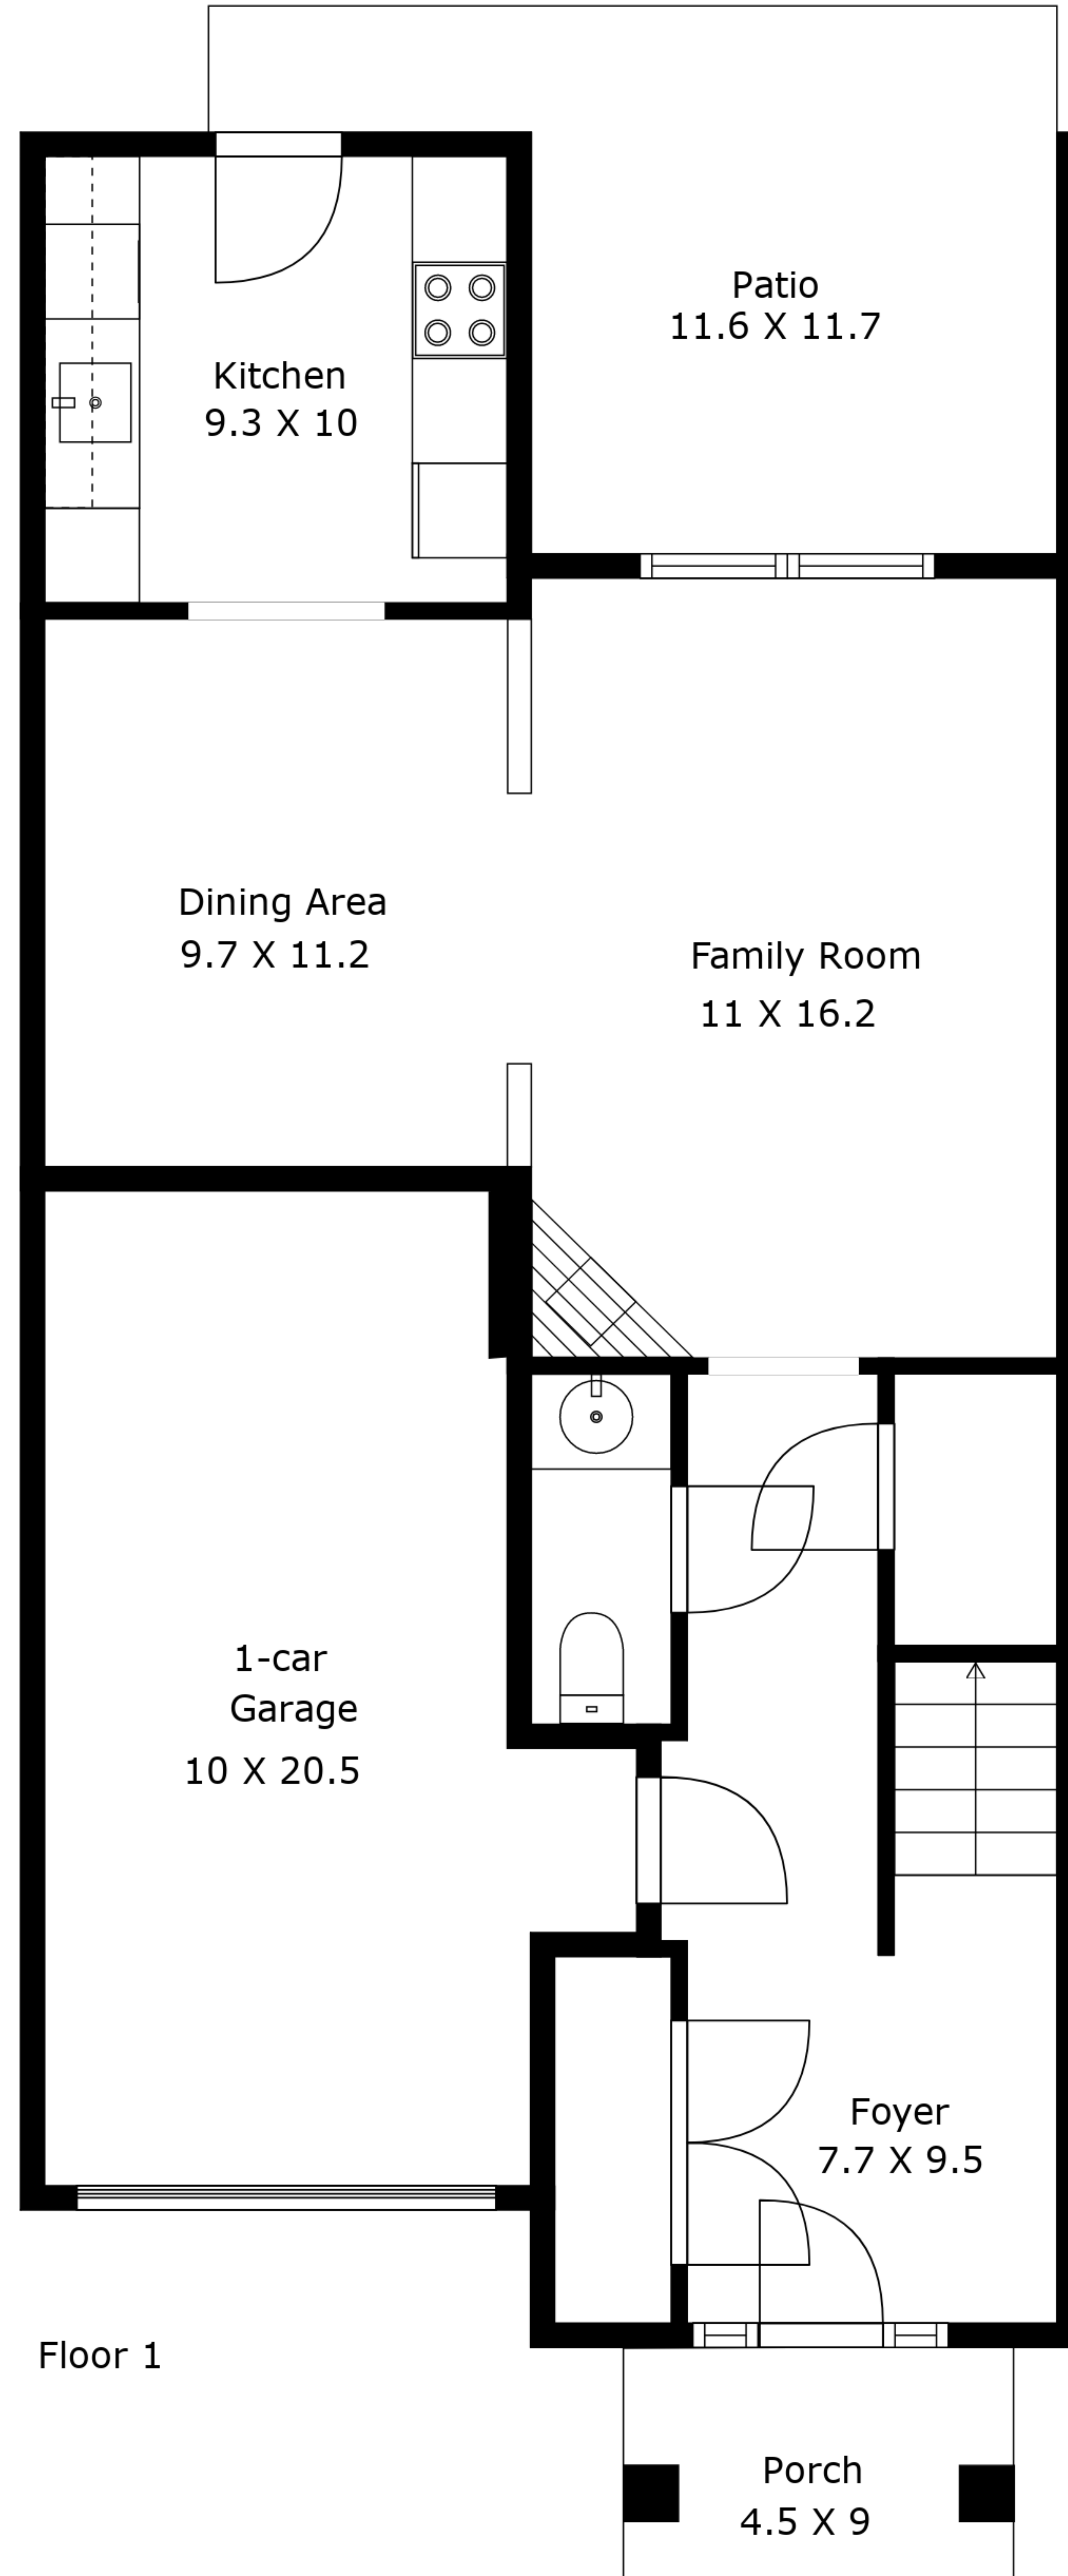 Patio
11.6 X 11.7
Kitchen
9.3 X 10
Dining Area
9.7 X 11.2
Family Room
11 X 16.2
1-car
Garage
10 X 20.5
Foyer
7.7 X 9.5
Floor 1
Porch
4.5 X 9